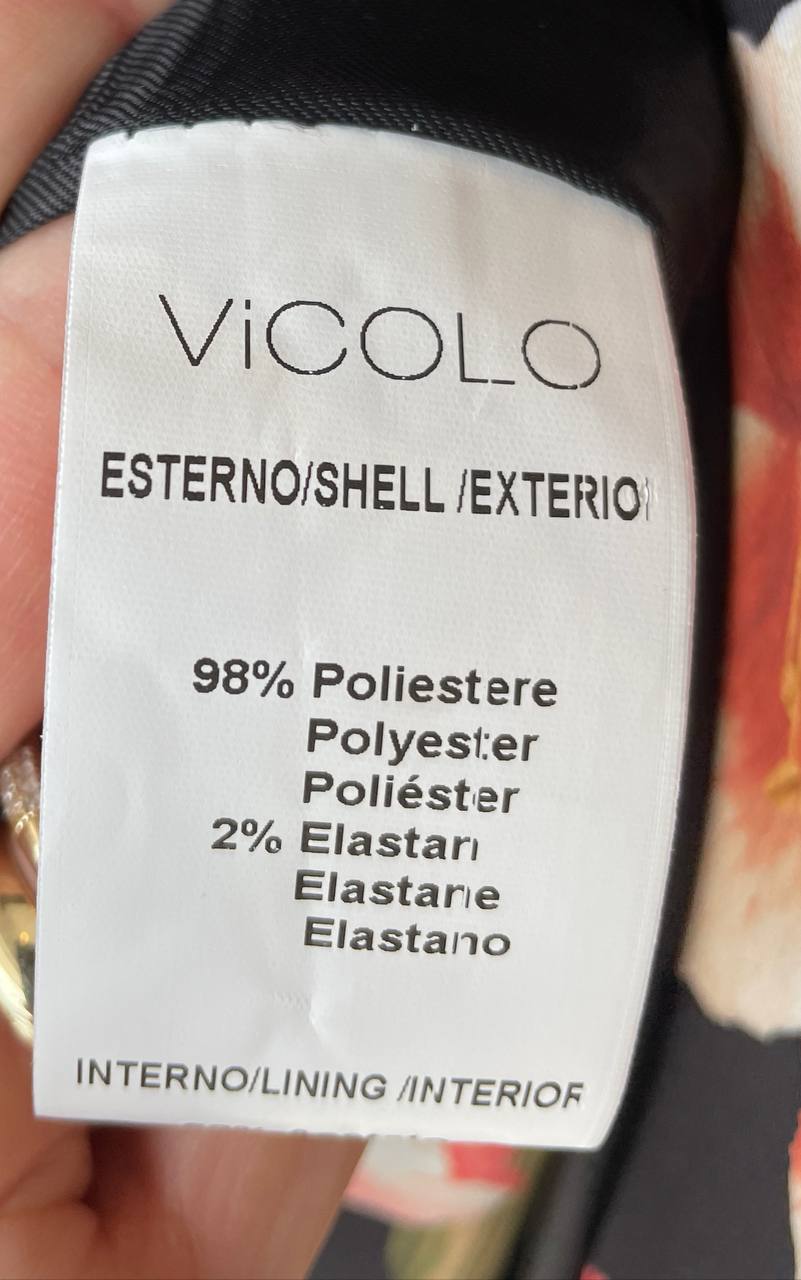 ViCOLO
ESTERNO/SHELL /EXTERIOR
98% Poliestere
Polyester
Poliéster
2% Elastan
Elastane
Elastano
INTERNO/LINING /INTERIOR